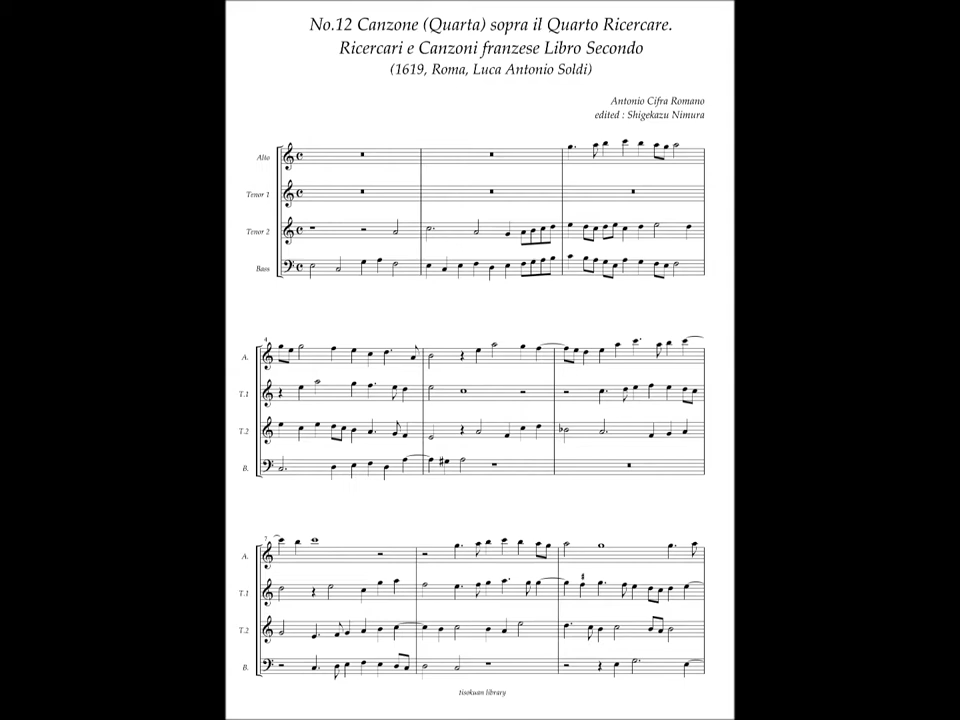 No.12 Canzone (Quarta) sopra il Quarto Ricercare.
Ricercari e Canzoni franzese Libro Secondo
(1619, Roma, Luca Antonio Soldi)
Antonio Cifra Romano
edited : Shigekazu Nimura
Alto
Tenor 1
Tenor 2
Bass
4
A.
T.1
T.2
B.
7
A.
T.1
T.2
B.
tisokuan library